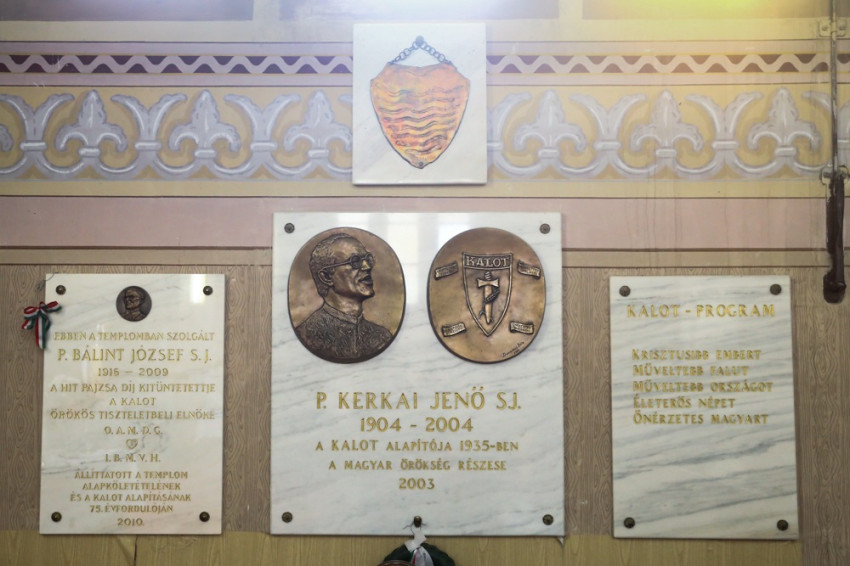 EBBEN A TEMPLOMBAN SZOLGÁLT
P. BÁLINT JÓZSEF S.J.
1916 - 2009
A HIT PAJZSA DÍJ KITÜNTETETTJE
A KALOT
ÖRÖKÖS TISZTELETBELI ELNÖKE
O. A. M. D. G.
I. B. M. V. H.
ÁLLÍTTATOTT A TEMPLOM
ALAPKŐLETÉTELÉNEK
ÉS A KALOT ALAPÍTÁSÁNAK
75. ÉVFORDULÓJÁN
2010.
KALOT
P. KERKAI JENŐ S.J.
1904 - 2004
A KALOT ALAPÍTÓJA 1935-BEN
A MAGYAR ÖRÖKSÉG RÉSZESE
2003
KALOT - PROGRAM
KRISZTUSIBB EMBERT
MŰVELTEBB FALUT
MŰVELTEBB ORSZÁGOT
ÉLETERŐS NÉPET
ÖNÉRZETES MAGYART